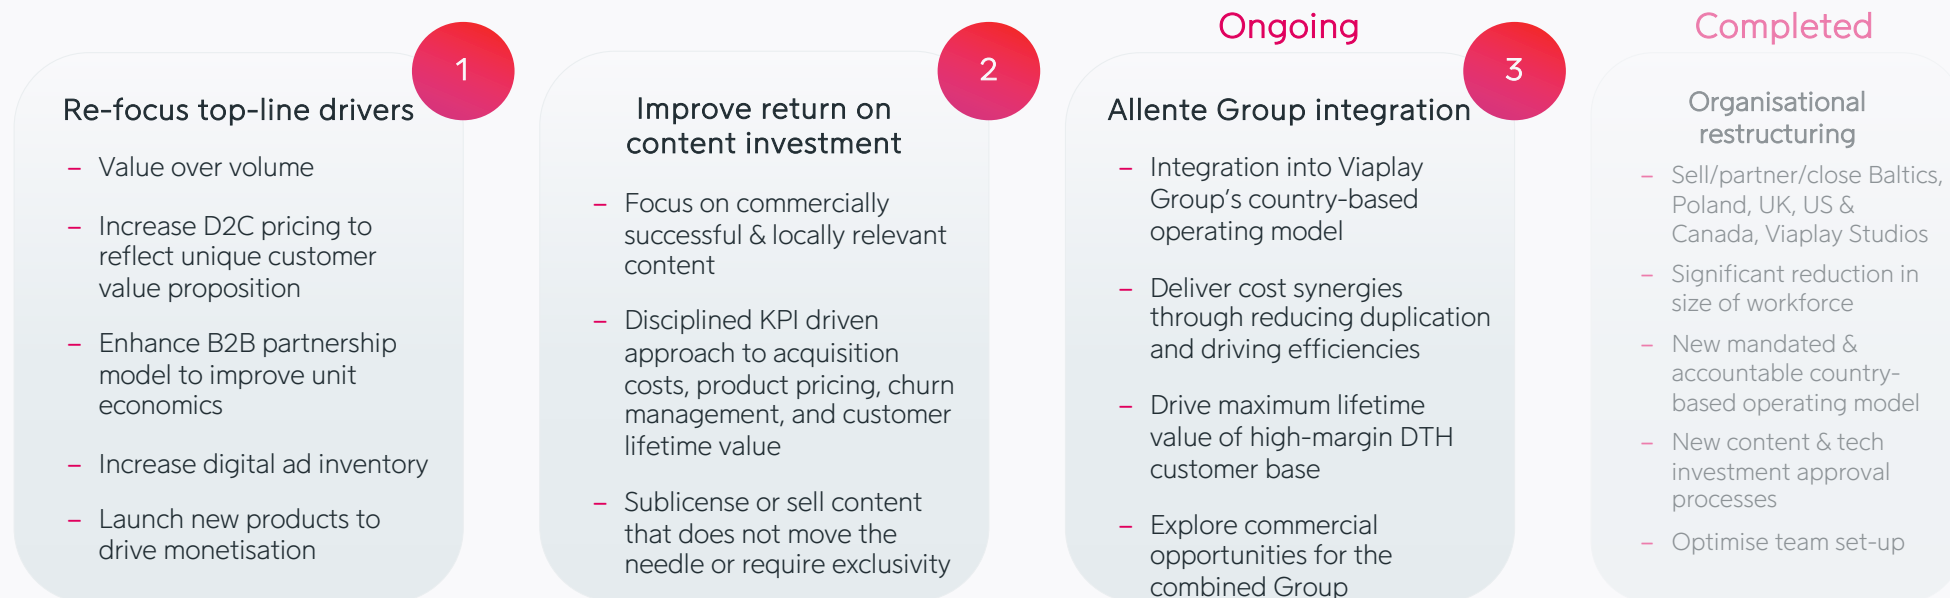 Ongoing
Completed
1
Re-focus top-line drivers
– Value over volume
– Increase D2C pricing to
reflect unique customer
value proposition
– Enhance B2B partnership
model to improve unit
economics
– Increase digital ad inventory
– Launch new products to
drive monetisation
2
Improve return on
content investment
– Focus on commercially
successful & locally relevant
content
– Disciplined KPI driven
approach to acquisition
costs, product pricing, churn
management, and customer
lifetime value
– Sublicense or sell content
that does not move the
needle or require exclusivity
3
Allente Group integration
– Integration into Viaplay
Group's country-based
operating model
– Deliver cost synergies
through reducing duplication
and driving efficiencies
– Drive maximum lifetime
value of high-margin DTH
customer base
– Explore commercial
opportunities for the
combined Group
Organisational
restructuring
– Sell/partner/close Baltics,
Poland, UK, US &
Canada, Viaplay Studios
– Significant reduction in
size of workforce
– New mandated &
accountable country-
based operating model
– New content & tech
investment approval
processes
– Optimise team set-up